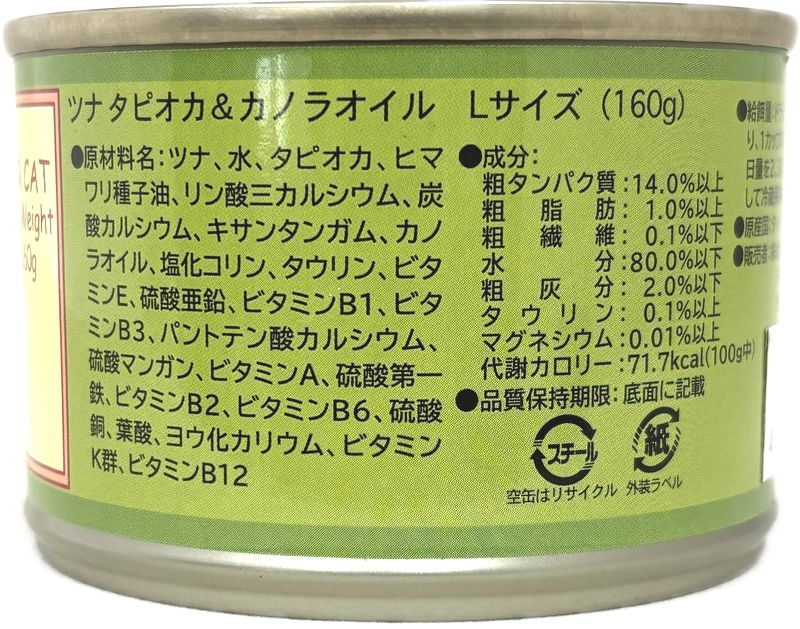 ツナ タピオカ&カノラオイル Lサイズ (160g)
●原材料名:ツナ、水、タピオカ、ヒマ
ワリ種子油、リン酸三カルシウム、炭
酸カルシウム、キサンタンガム、カノ
ラオイル、塩化コリン、タウリン、ビタ
ミンE、硫酸亜鉛、ビタミンB1、ビタ
ミンB3、パントテン酸カルシウム、
硫酸マンガン、ビタミンA、硫酸第一
鉄、ビタミンB2、ビタミンB6、硫酸
銅、葉酸、ヨウ化カリウム、ビタミン
K群、ビタミンB12
●成分:
粗タンパク質:14.0%以上
粗脂肪:1.0%以上
粗繊維:0.1%以下
水分:80.0%以下
粗灰分:2.0%以下
タウリン:0.1%以上
マグネシウム:0.01%以上
代謝カロリー:71.7kcal(100g中)
●品質保持期限:底面に記載
スチール
空缶はリサイクル
紙
外装ラベル
CAT
Weight
60g
●給餌量:
り、1カップ
日量を2、
して冷蔵
●原産国:タ
●販売者: